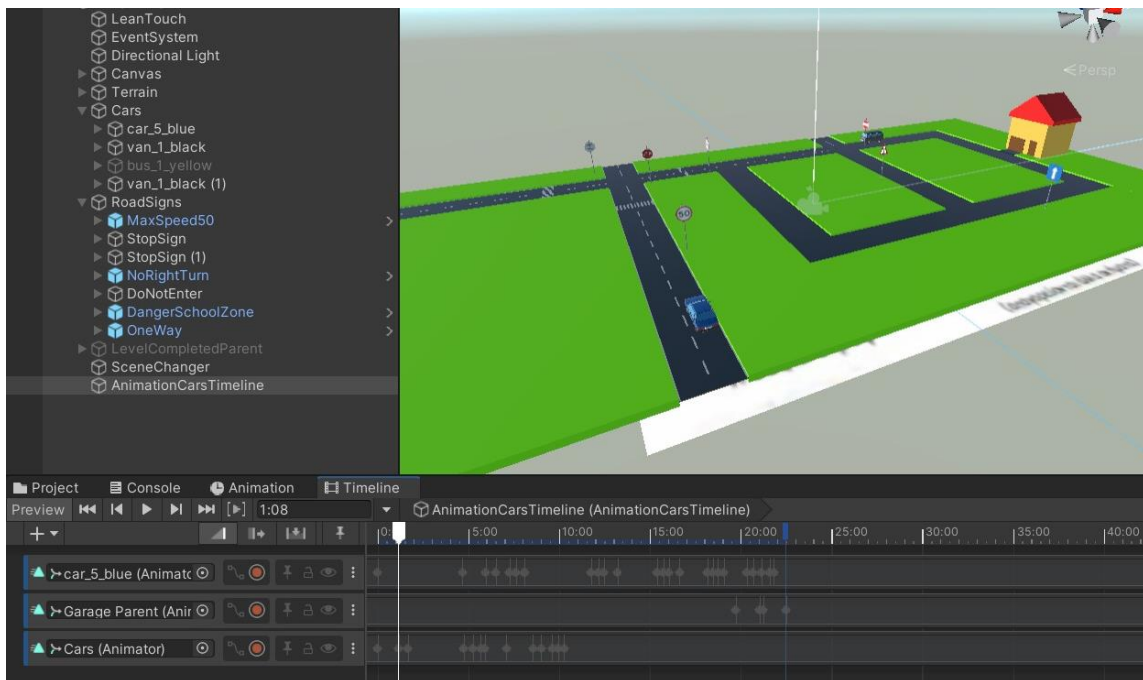 LeanTouch
EventSystem
Directional Light
Canvas
Terrain
Cars
car_5_blue
van_1_black
bus_1_yellow
van_1_black (1)
RoadSigns
MaxSpeed50
StopSign
StopSign (1)
NoRightTurn
DoNotEnter
DangerSchoolZone
OneWay
LevelCompletedParent
SceneChanger
AnimationCarsTimeline
Persp
50
Project Console Animation Timeline
Preview 1:08 AnimationCarsTimeline (AnimationCarsTimeline)
5:00 10:00 15:00 20:00 25:00 30:00 35:00 40:00
car_5_blue (Animatc
Garage Parent (Anir
Cars (Animator)